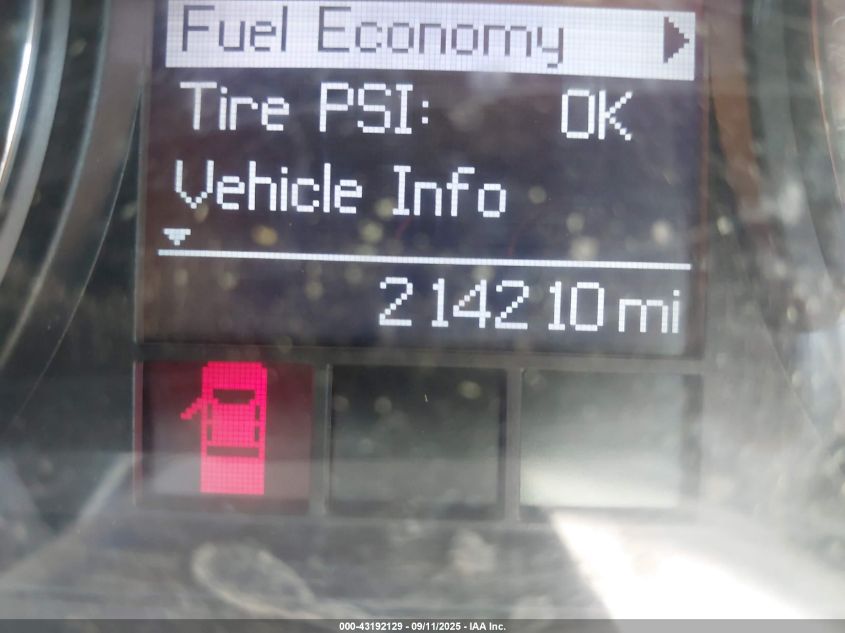 Fuel Economy
Tire PSI: OK
Vehicle Info
214210 mi
000-43192129 - 09/11/2025 - IAA Inc.